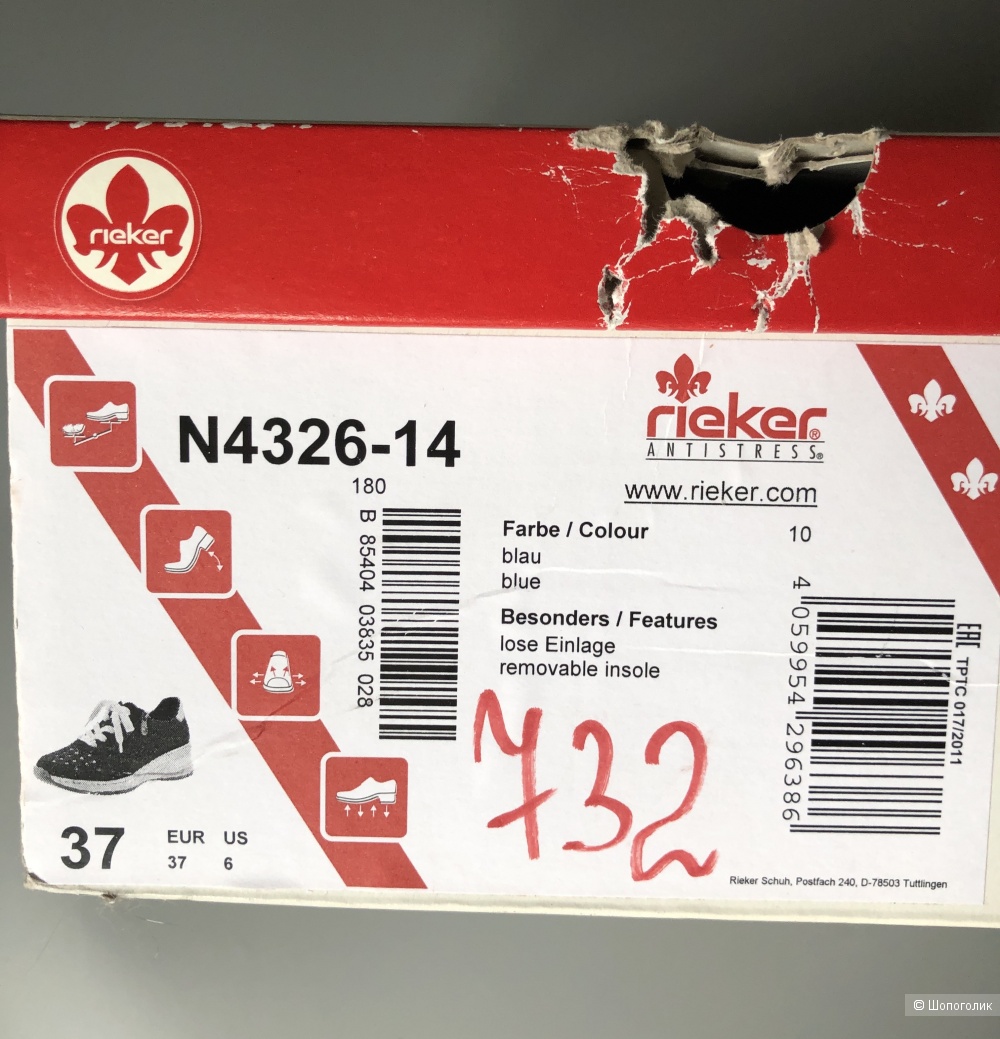 rieker
N4326-14
180
B 85404 03835 028
rieker®
ANTISTRESS®
www.rieker.com
Farbe / Colour
blau
blue
10
Besonders / Features
lose Einlage
removable insole
4 059954 296386
EAC TPTC 017/2011
732
37
EUR US
37 6
Rieker Schuh, Postfach 240, D-78503 Tuttlingen
© Шопоголик